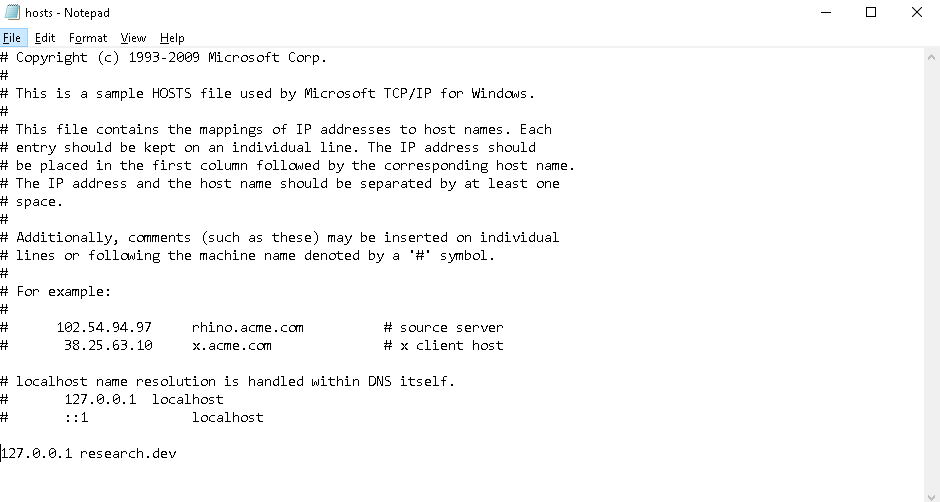 hosts - Notepad
File Edit Format View Help
# Copyright (c) 1993-2009 Microsoft Corp.
#
# This is a sample HOSTS file used by Microsoft TCP/IP for Windows.
#
# This file contains the mappings of IP addresses to host names. Each
# entry should be kept on an individual line. The IP address should
# be placed in the first column followed by the corresponding host name.
# The IP address and the host name should be separated by at least one
# space.
#
# Additionally, comments (such as these) may be inserted on individual
# lines or following the machine name denoted by a '#' symbol.
#
# For example:
#
#      102.54.94.97     rhino.acme.com          # source server
#       38.25.63.10     x.acme.com              # x client host

# localhost name resolution is handled within DNS itself.
#       127.0.0.1  localhost
#       ::1             localhost

127.0.0.1 research.dev